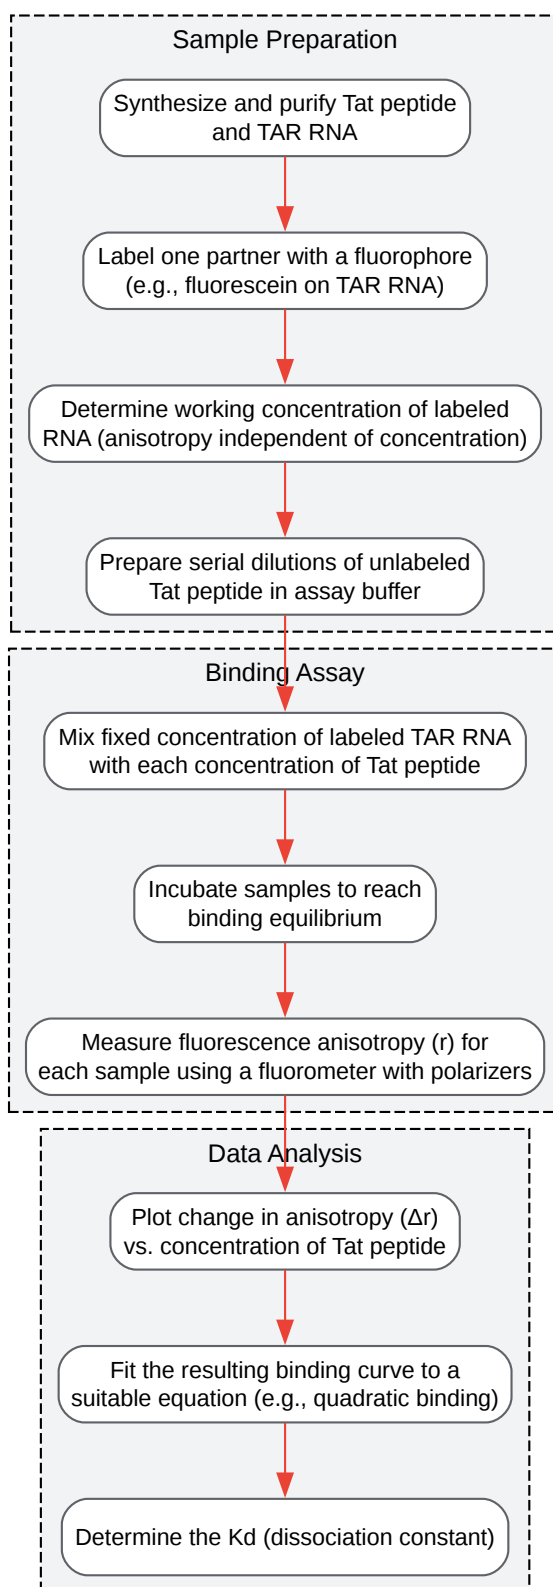 Sample Preparation
Synthesize and purify Tat peptide
and TAR RNA
Label one partner with a fluorophore
(e.g., fluorescein on TAR RNA)
Determine working concentration of labeled
RNA (anisotropy independent of concentration)
Prepare serial dilutions of unlabeled
Tat peptide in assay buffer
Binding Assay
Mix fixed concentration of labeled TAR RNA
with each concentration of Tat peptide
Incubate samples to reach
binding equilibrium
Measure fluorescence anisotropy (r) for
each sample using a fluorometer with polarizers
Data Analysis
Plot change in anisotropy (Δr)
vs. concentration of Tat peptide
Fit the resulting binding curve to a
suitable equation (e.g., quadratic binding)
Determine the Kd (dissociation constant)